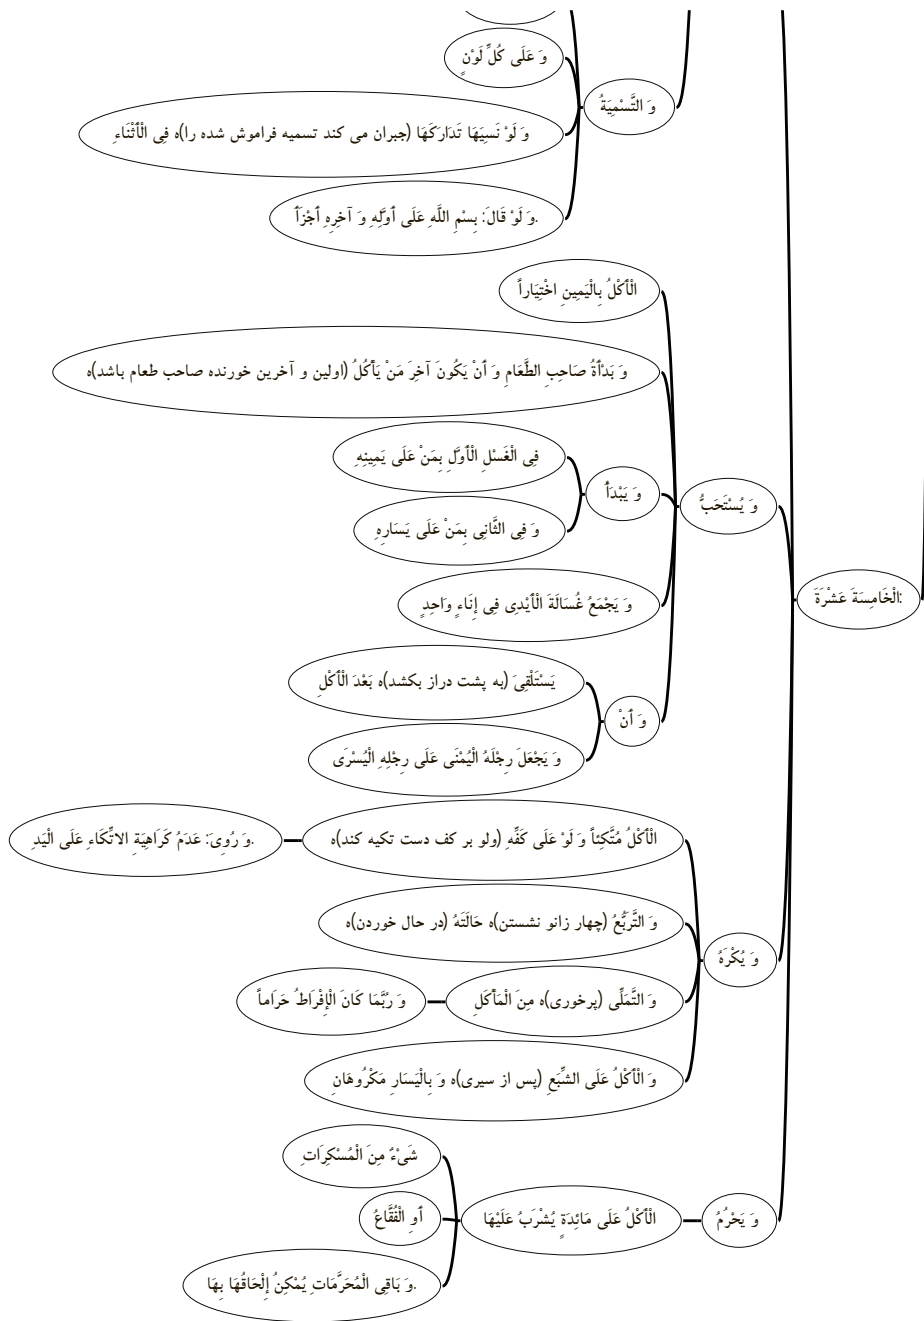 وَ التَّسْمِيَةُ
وَ عَلَى كُلِّ لَوْنٍ
وَ لَوْ نَسِيَهَا تَدَارَكَهَا (جبران می کند تسمیه فراموش شده را)ه فِی الْأَثْنَاءِ
.وَ لَوْ قَالَ: بِسْمِ اللَّهِ عَلَى أَوَّلِهِ وَ آخِرِهِ أَجْزَأَ
الْخَامِسَةَ عَشْرَةَ:
وَ يُسْتَحَبُّ
الْأَكْلُ بِالْيَمِينِ اخْتِيَاراً
وَ بَدْأَةُ صَاحِبِ الطَّعَامِ وَ أَنْ يَكُونَ آخِرَ مَنْ يَأْكُلُ (اولین و آخرین خورنده صاحب طعام باشد)ه
وَ يَبْدَأُ
فِی الْغَسْلِ الْأَوَّلِ بِمَنْ عَلَى يَمِينِهِ
وَ فِی الثَّانِی بِمَنْ عَلَى يَسَارِهِ
وَ يَجْمَعُ غُسَالَةَ الْأَيْدِی فِی إِنَاءٍ وَاحِدٍ
وَ أَنْ
يَسْتَلْقِیَ (به پشت دراز بکشد)ه بَعْدَ الْأَكْلِ
وَ يَجْعَلَ رِجْلَهُ الْيُمْنَى عَلَى رِجْلِهِ الْيُسْرَى
وَ يُكْرَهُ
الْأَكْلُ مُتَّكِئاً وَ لَوْ عَلَى كَفِّهِ (ولو بر کف دست تکیه کند)ه
.وَ رُوِیَ: عَدَمُ كَرَاهِيَةِ الاتِّكَاءِ عَلَى الْيَدِ
وَ التَّرَبُّعُ (چهار زانو نشستن)ه حَالَتَهُ (در حال خوردن)ه
وَ التَّمَلِّی (پرخوری)ه مِنَ الْمَأْكَلِ
وَ رُبَّمَا كَانَ الْإِفْرَاطُ حَرَاماً
وَ الْأَكْلُ عَلَى الشِّبَعِ (پس از سیری)ه وَ بِالْيَسَارِ مَكْرُوهَانِ
وَ يَحْرُمُ
الْأَكْلُ عَلَى مَائِدَةٍ يُشْرَبُ عَلَيْهَا
شَیْءٌ مِنَ الْمُسْكِرَاتِ
أَوِ الْفُقَّاعُ
.وَ بَاقِی الْمُحَرَّمَاتِ يُمْكِنُ إِلْحَاقُهَا بِهَا